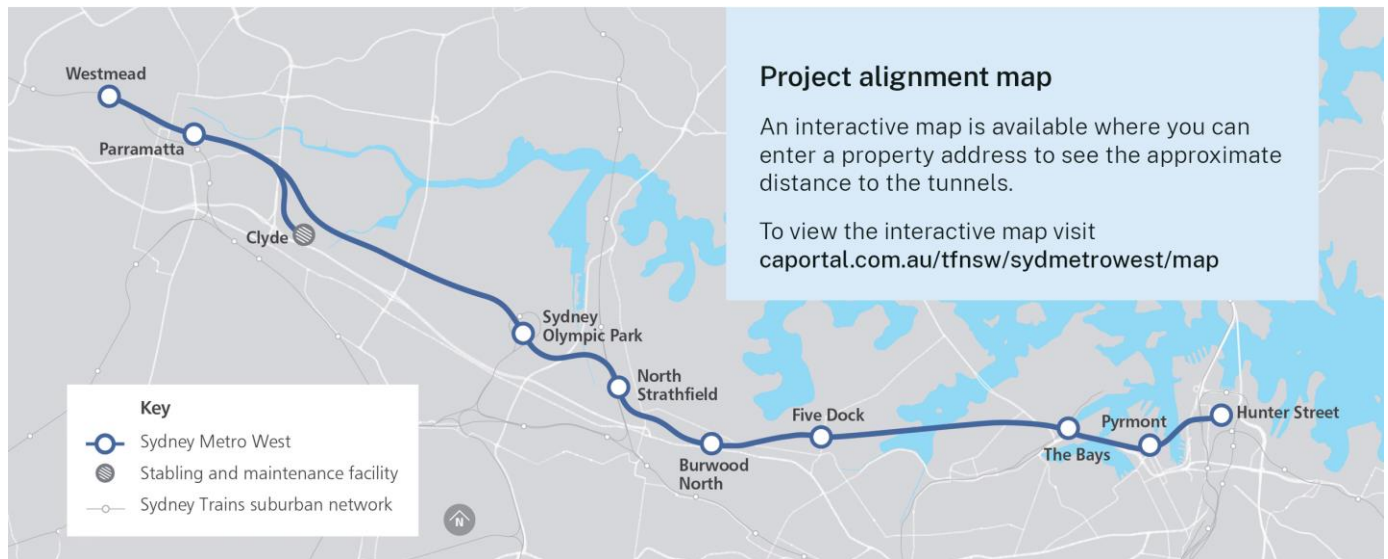 Project alignment map
An interactive map is available where you can
enter a property address to see the approximate
distance to the tunnels.
To view the interactive map visit
caportal.com.au/tfnsw/sydmetrowest/map
Westmead
Parramatta
Clyde
Sydney
Olympic Park
North
Strathfield
Burwood
North
Five Dock
The Bays
Pyrmont
Hunter Street
Key
Sydney Metro West
Stabling and maintenance facility
Sydney Trains suburban network
N